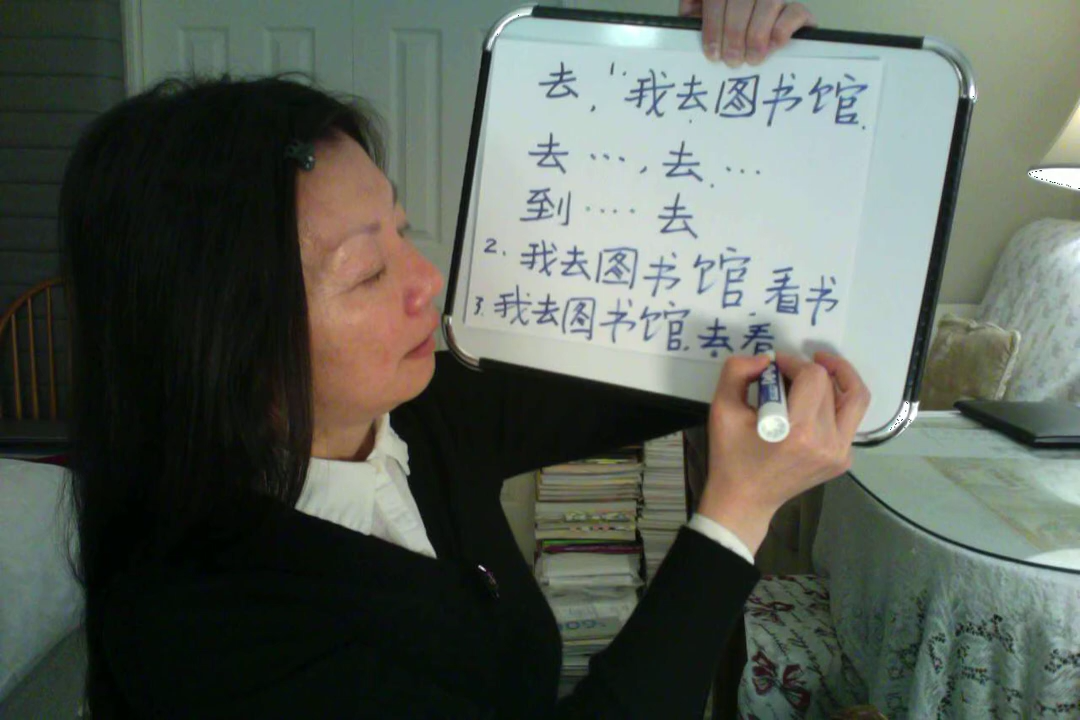 去, 1. 我去图书馆.
去 ..., 去. ...
到 .... 去
2. 我去图书馆. 看书
3. 我去图书馆. 去看